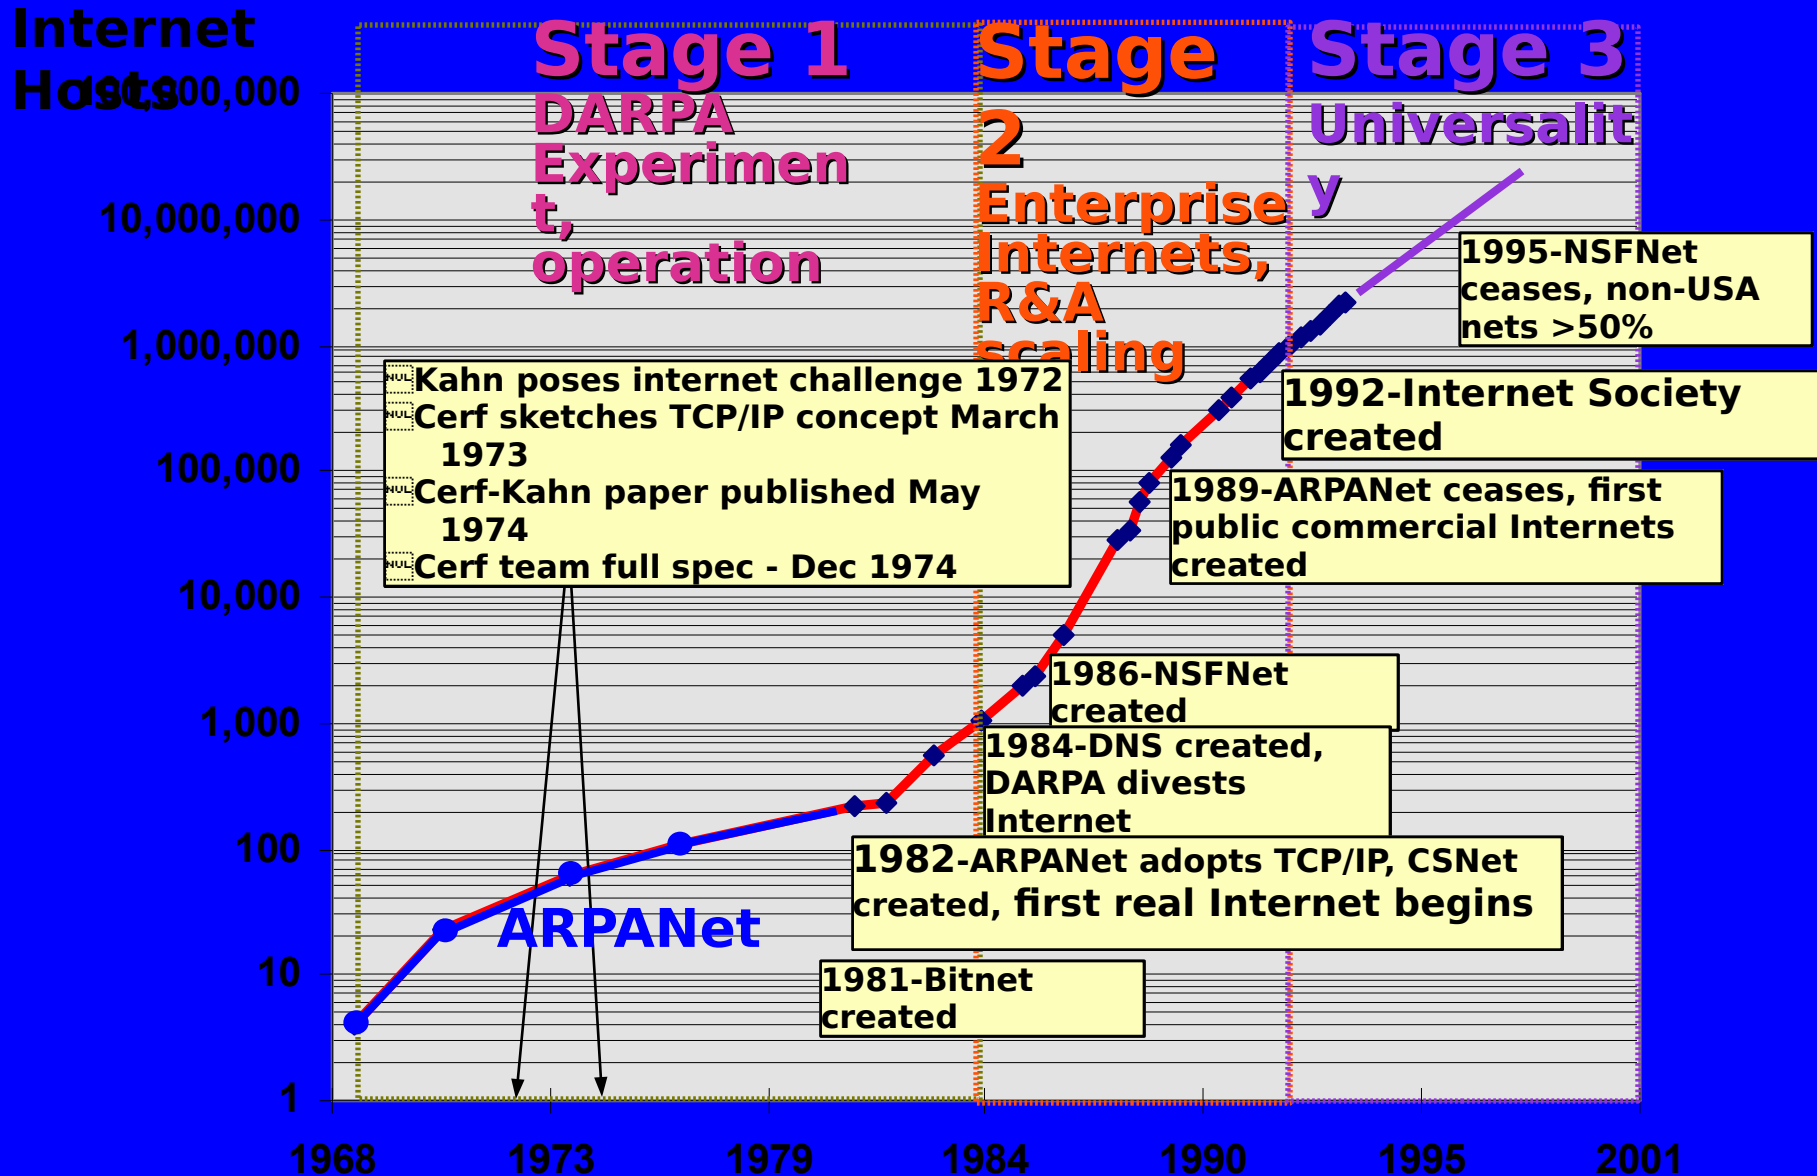 Internet
Hosts
Stage 1
DARPA
Experimen
t,
operation
Stage
2
Enterprise
Internets,
R&A
scaling
Stage 3
Universalit
y
100,000,000
10,000,000
1,000,000
100,000
10,000
1,000
100
10
1
1995-NSFNet
ceases, non-USA
nets >50%
Kahn poses internet challenge 1972
Cerf sketches TCP/IP concept March
1973
Cerf-Kahn paper published May
1974
Cerf team full spec - Dec 1974
1992-Internet Society
created
1989-ARPANet ceases, first
public commercial Internets
created
1986-NSFNet
created
1984-DNS created,
DARPA divests
Internet
1982-ARPANet adopts TCP/IP, CSNet
created, first real Internet begins
ARPANet
1981-Bitnet
created
1968
1973
1979
1984
1990
1995
2001